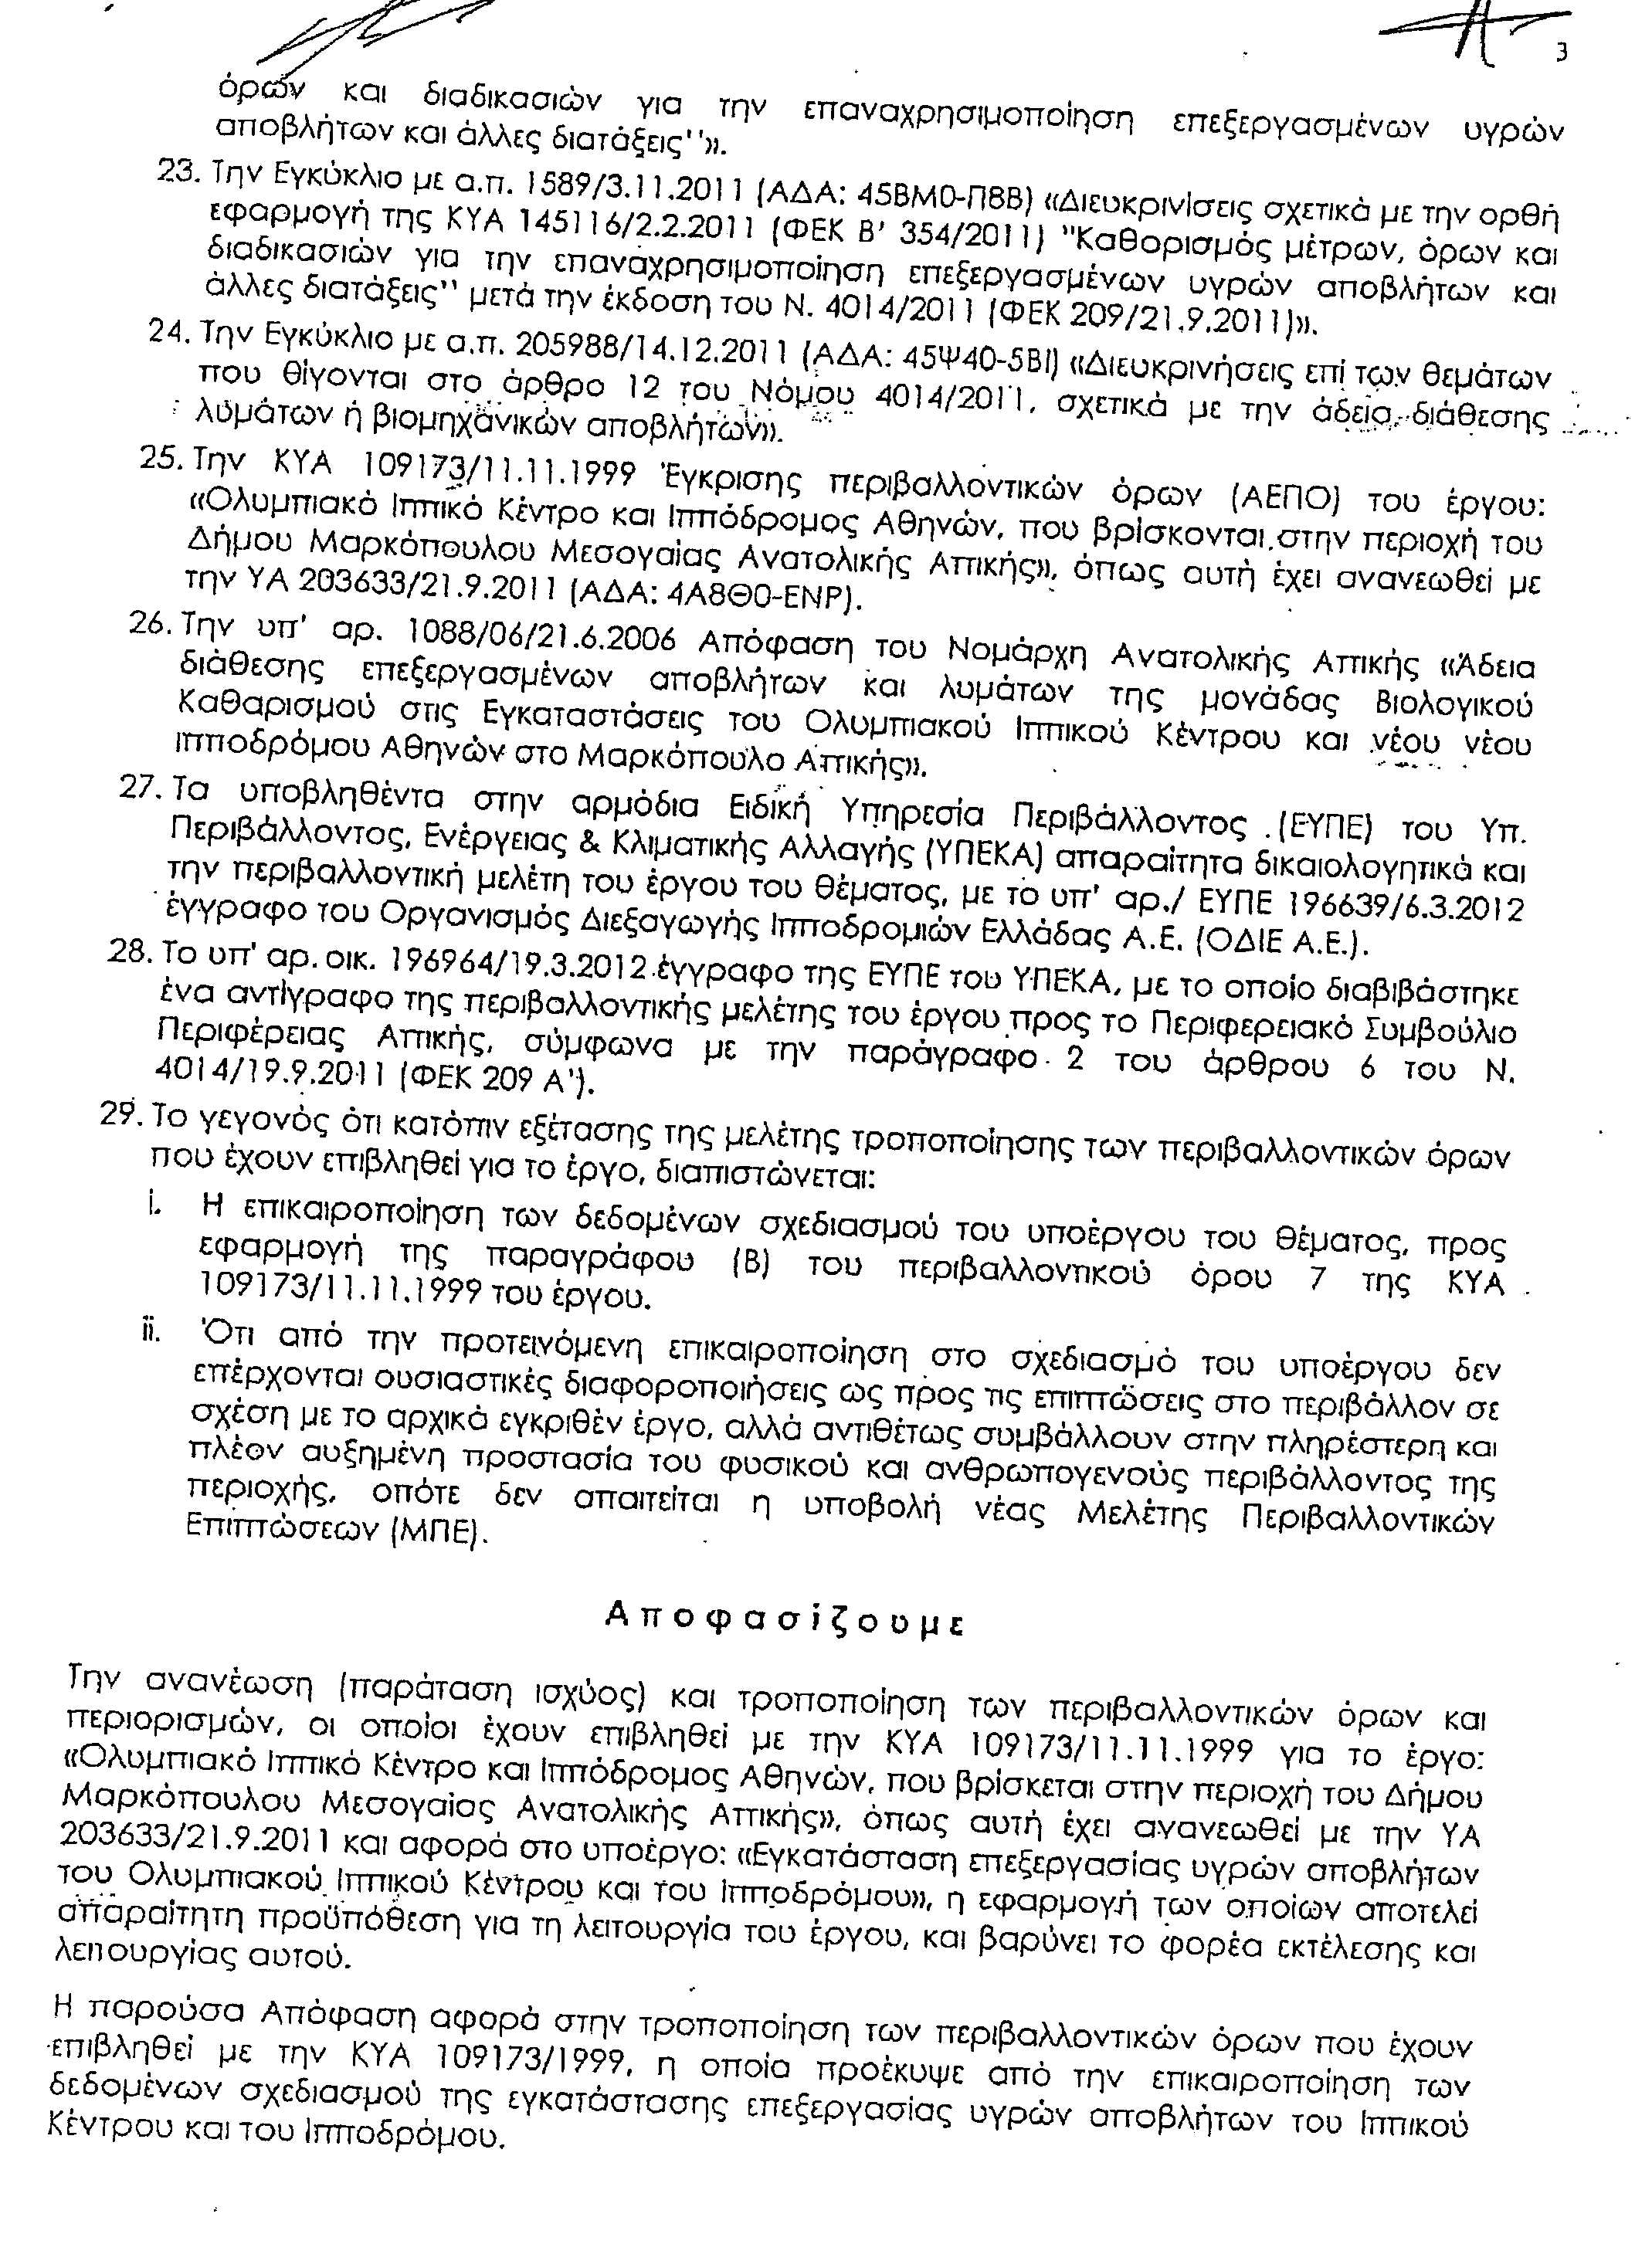 3
όρων και διαδικασιών για την επαναχρησιμοποίηση επεξεργασμένων υγρών
αποβλήτων και άλλες διατάξεις''».
23. Την Εγκύκλιο με α.π. 1589/3.11.2011 (ΑΔΑ: 45ΒΜ0-Π8Β) «Διευκρινίσεις σχετικά με την ορθή
εφαρμογή της ΚΥΑ 145116/2.2.2011 (ΦΕΚ Β' 354/2011) "Καθορισμός μέτρων, όρων και
διαδικασιών για την επαναχρησιμοποίηση επεξεργασμένων υγρών αποβλήτων και
άλλες διατάξεις" μετά την έκδοση του Ν. 4014/2011 (ΦΕΚ 209/21.9.2011)».
24. Την Εγκύκλιο με α.π. 205988/14.12.2011 (ΑΔΑ: 45Ψ40-5ΒΙ) «Διευκρινήσεις επί των θεμάτων
που θίγονται στο άρθρο 12 του Νόμου 4014/2011, σχετικά με την άδεια διάθεσης
λυμάτων ή βιομηχανικών αποβλήτων».
25. Την ΚΥΑ 109173/11.11.1999 Έγκρισης περιβαλλοντικών όρων (ΑΕΠΟ) του έργου:
«Ολυμπιακό Ιππικό Κέντρο και Ιππόδρομος Αθηνών, που βρίσκονται στην περιοχή του
Δήμου Μαρκόπουλου Μεσογαίας Ανατολικής Αττικής», όπως αυτή έχει ανανεωθεί με
την ΥΑ 203633/21.9.2011 (ΑΔΑ: 4Α8Θ0-ΕΝΡ).
26. Την υπ' αρ. 1088/06/21.6.2006 Απόφαση του Νομάρχη Ανατολικής Αττικής «Άδεια
διάθεσης επεξεργασμένων αποβλήτων και λυμάτων της μονάδας Βιολογικού
Καθαρισμού στις Εγκαταστάσεις του Ολυμπιακού Ιππικού Κέντρου και νέου νέου
ιπποδρόμου Αθηνών στο Μαρκόπουλο Αττικής».
27. Τα υποβληθέντα στην αρμόδια Ειδική Υπηρεσία Περιβάλλοντος (ΕΥΠΕ) του Υπ.
Περιβάλλοντος, Ενέργειας & Κλιματικής Αλλαγής (ΥΠΕΚΑ) απαραίτητα δικαιολογητικά και
την περιβαλλοντική μελέτη του έργου του θέματος, με το υπ' αρ./ ΕΥΠΕ 196639/6.3.2012
έγγραφο του Οργανισμός Διεξαγωγής Ιπποδρομιών Ελλάδας Α.Ε. (ΟΔΙΕ Α.Ε.).
28. Το υπ' αρ. οικ. 196964/19.3.2012 έγγραφο της ΕΥΠΕ του ΥΠΕΚΑ, με το οποίο διαβιβάστηκε
ένα αντίγραφο της περιβαλλοντικής μελέτης του έργου προς το Περιφερειακό Συμβούλιο
Περιφέρειας Αττικής, σύμφωνα με την παράγραφο 2 του άρθρου 6 του Ν.
4014/19.9.2011 (ΦΕΚ 209 Α').
29. Το γεγονός ότι κατόπιν εξέτασης της μελέτης τροποποίησης των περιβαλλοντικών όρων
που έχουν επιβληθεί για το έργο, διαπιστώνεται:
i. Η επικαιροποίηση των δεδομένων σχεδιασμού του υποέργου του θέματος, προς
εφαρμογή της παραγράφου (Β) του περιβαλλοντικού όρου 7 της ΚΥΑ
109173/11.11.1999 του έργου.
ii. Ότι από την προτεινόμενη επικαιροποίηση στο σχεδιασμό του υποέργου δεν
επέρχονται ουσιαστικές διαφοροποιήσεις ως προς τις επιπτώσεις στο περιβάλλον σε
σχέση με το αρχικά εγκριθέν έργο, αλλά αντιθέτως συμβάλλουν στην πληρέστερη και
πλέον αυξημένη προστασία του φυσικού και ανθρωπογενούς περιβάλλοντος της
περιοχής, οπότε δεν απαιτείται η υποβολή νέας Μελέτης Περιβαλλοντικών
Επιπτώσεων (ΜΠΕ).
Α π ο φ α σ ί ζ ο υ μ ε
Την ανανέωση (παράταση ισχύος) και τροποποίηση των περιβαλλοντικών όρων και
περιορισμών, οι οποίοι έχουν επιβληθεί με την ΚΥΑ 109173/11.11.1999 για το έργο:
«Ολυμπιακό Ιππικό Κέντρο και Ιππόδρομος Αθηνών, που βρίσκεται στην περιοχή του Δήμου
Μαρκόπουλου Μεσογαίας Ανατολικής Αττικής», όπως αυτή έχει ανανεωθεί με την ΥΑ
203633/21.9.2011 και αφορά στο υποέργο: «Εγκατάσταση επεξεργασίας υγρών αποβλήτων
του Ολυμπιακού Ιππικού Κέντρου και του Ιπποδρόμου», η εφαρμογή των οποίων αποτελεί
απαραίτητη προϋπόθεση για τη λειτουργία του έργου, και βαρύνει το φορέα εκτέλεσης και
λειτουργίας αυτού.
Η παρούσα Απόφαση αφορά στην τροποποίηση των περιβαλλοντικών όρων που έχουν
επιβληθεί με την ΚΥΑ 109173/1999, η οποία προέκυψε από την επικαιροποίηση των
δεδομένων σχεδιασμού της εγκατάστασης επεξεργασίας υγρών αποβλήτων του Ιππικού
Κέντρου και του Ιπποδρόμου.